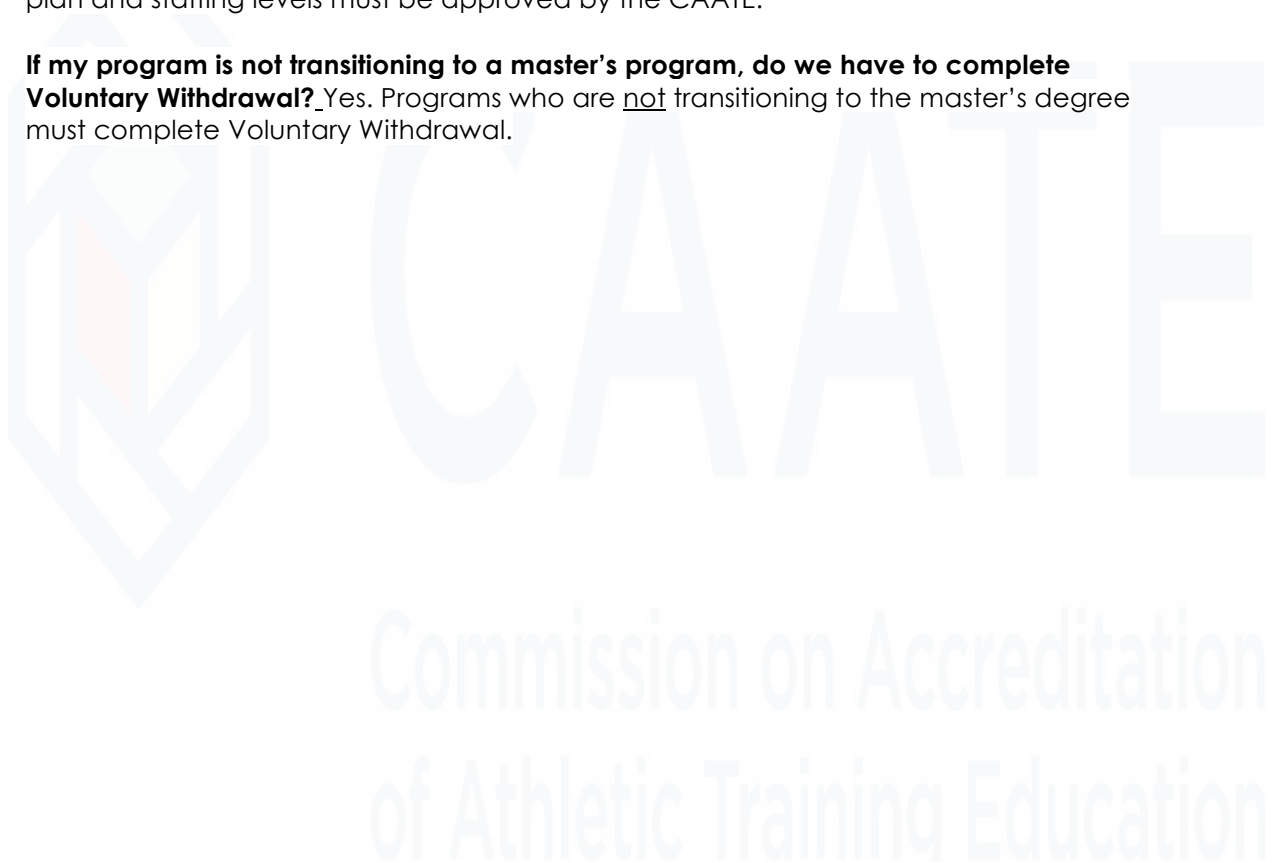 plan and staffing levels must be approved by the CAATE.
If my program is not transitioning to a master’s program, do we have to complete
Voluntary Withdrawal? Yes. Programs who are not transitioning to the master’s degree
must complete Voluntary Withdrawal.
CAATE
Commission on Accreditation
of Athletic Training Education